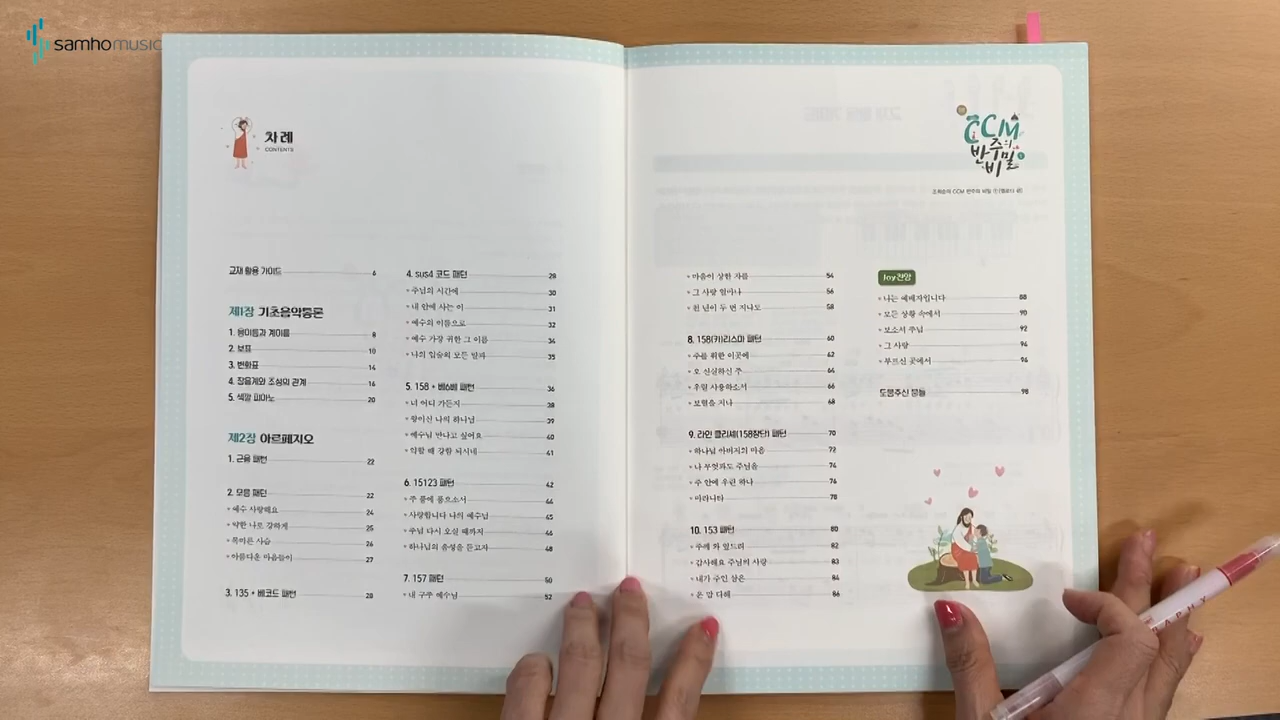 samhomusic
차례
CONTENTS
교재 활용 가이드 6
제1장 기초음악통론
1. 음이름과 계이름 8
2. 보표 10
3. 변화표 14
4. 장음계와 조성의 관계 16
5. 색깔 피아노 20
제2장 아르페지오
1. 근음 패턴 22
2. 모음 패턴 22
예수 사랑해요 24
약한 나로 강하게 25
목마른 사슴 26
아름다운 마음들이 27
3. 135 + 베코드 패턴 28
4. sus4 코드 패턴 28
주님의 시간에 30
내 안에 사는 이 31
예수의 이름으로 32
예수 가장 귀한 그 이름 34
나의 입술의 모든 말과 35
5. 158 + 베6베 패턴 36
너 어디 가든지 38
왕이신 나의 하나님 39
예수님 만나고 싶어요 40
약할 때 강함 되시네 41
6. 15123 패턴 42
주 품에 품으소서 44
사랑합니다 나의 예수님 45
주님 다시 오실 때까지 46
하나님의 음성을 듣고자 48
7. 157 패턴 50
내 구주 예수님 52
마음이 상한 자를 54
그 사랑 얼마나 56
천 년이 두 번 지나도 58
8. 158(카)리스마 패턴 60
주를 위한 이곳에 62
오 신실하신 주 64
우릴 사용하소서 66
보혈을 지나 68
9. 라인 클리셰(158장단) 패턴 70
하나님 아버지의 마음 72
나 무엇과도 주님을 74
주 안에 우린 하나 76
마라나타 78
10. 153 패턴 80
주께 와 엎드려 82
감사해요 주님의 사랑 83
내가 주인 삼은 84
온 맘 다해 86
CCM
반주의
비밀
조희순의 CCM 반주의 비밀 ①(멜로디 편)
Joy찬양
나는 예배자입니다 88
모든 상황 속에서 90
보소서 주님 92
그 사랑 94
부르신 곳에서 96
도움주신 분들 98